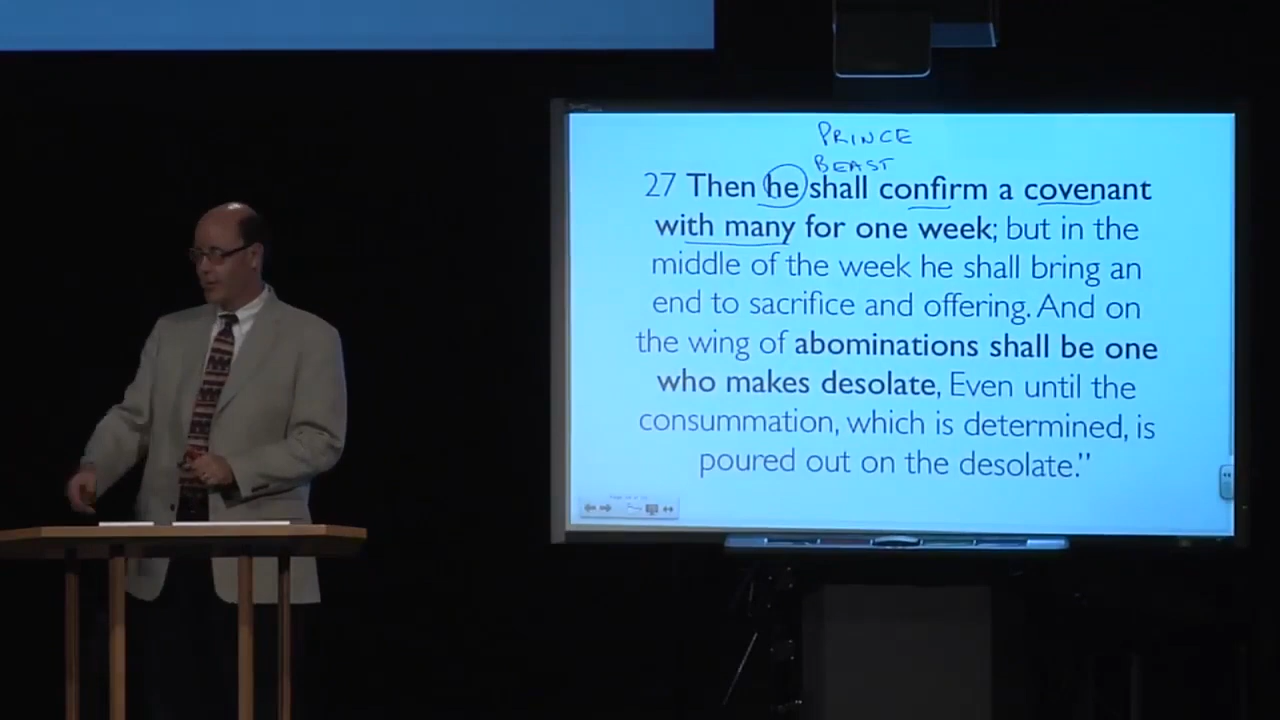 PRINCE
BEAST
27 Then he shall confirm a covenant
with many for one week; but in the
middle of the week he shall bring an
end to sacrifice and offering. And on
the wing of abominations shall be one
who makes desolate, Even until the
consummation, which is determined, is
poured out on the desolate."